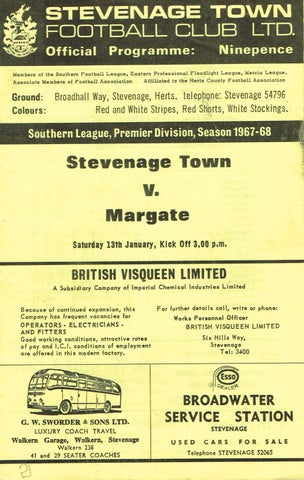 STEVENAGE TOWN
FOOTBALL CLUB LTD.
Official Programme: Ninepence
Members of the Southern Football League, Eastern Professional Floodlight League, Mercia League.
Associate Members of Football Association Affiliated to the Herts County Football Association
Ground: Broadhall Way, Stevenage, Herts. telephone: Stevenage 54796
Colours: Red and White Stripes, Red Shorts, White Stockings.
Southern League, Premier Division, Season 1967-68
Stevenage Town
V.
Margate
Saturday 13th January, Kick Off 3.00 p.m.
BRITISH VISQUEEN LIMITED
A Subsidiary Company of Imperial Chemical Industries Limited
Because of continued expansion, this
Company has frequent vacancies for
OPERATORS - ELECTRICIANS -
AND FITTERS
Good working conditions, attractive rates
of pay and I.C.I. conditions of employment
are offered in this modern factory.
For further details call, write or phone:
Works Personnel Officer
BRITISH VISQUEEN LIMITED
Six Hills Way,
Stevenage
Tel: 3400
G. W. SWORDER & SONS LTD.
LUXURY COACH TRAVEL
Walkern Garage, Walkern, Stevenage
Walkern 238
41 and 29 SEATER COACHES
Esso
DEALER
BROADWATER
SERVICE STATION
STEVENAGE
USED CARS FOR SALE
Telephone STEVENAGE 52065